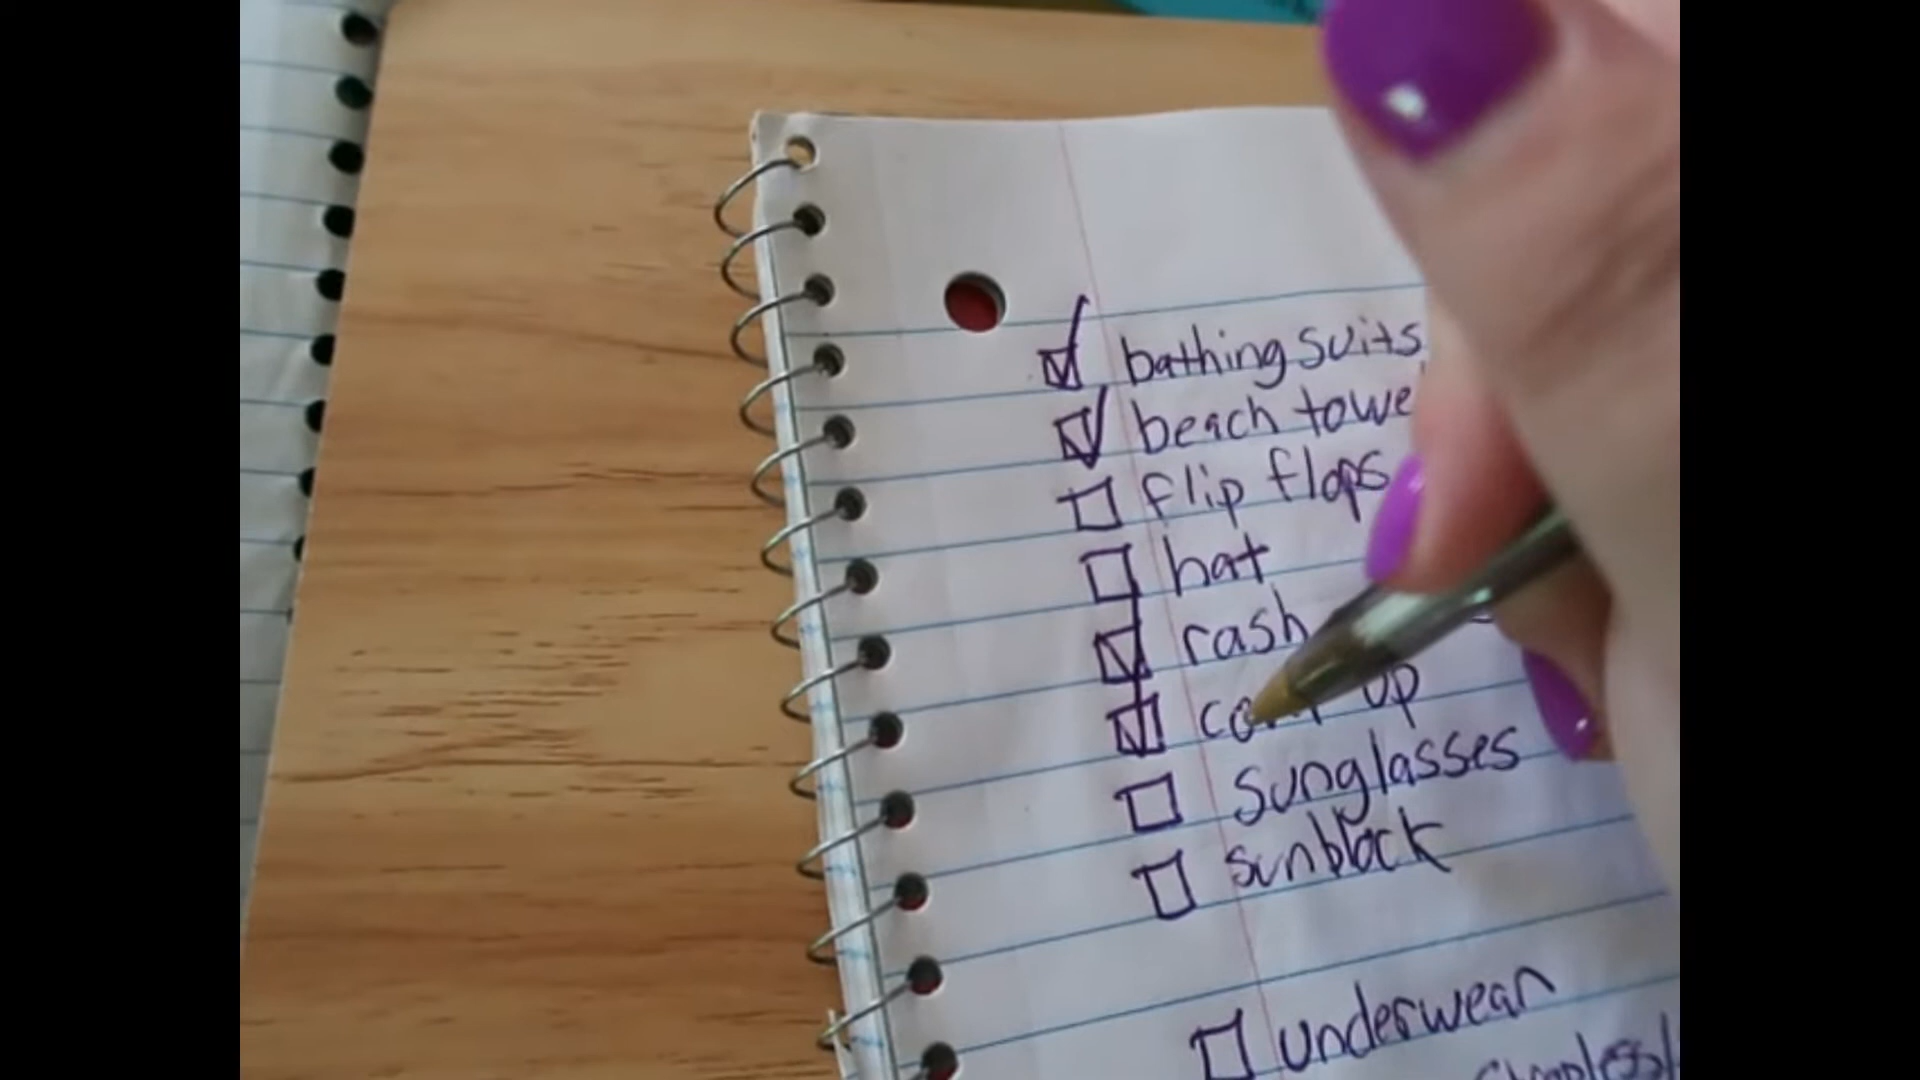 bathing suits
beach towe
flip flops
hat
rash
up
sunglasses
sunblock
underwear